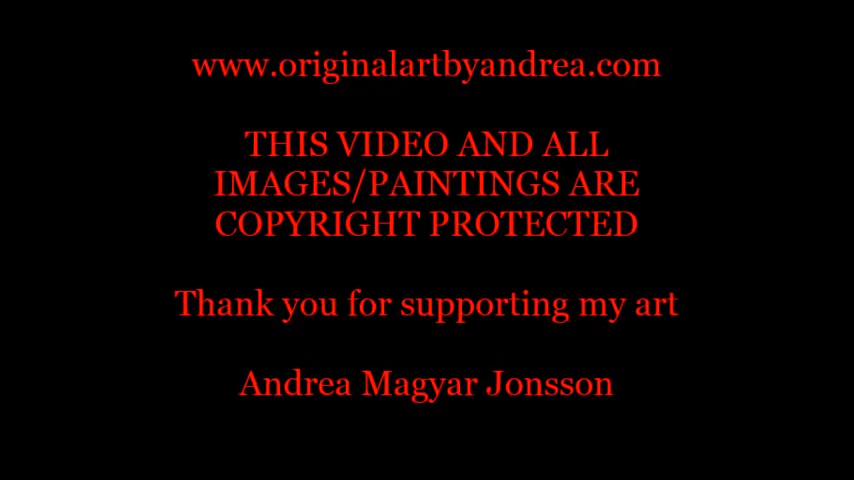 www.originalartbyandrea.com
THIS VIDEO AND ALL
IMAGES/PAINTINGS ARE
COPYRIGHT PROTECTED
Thank you for supporting my art
Andrea Magyar Jonsson